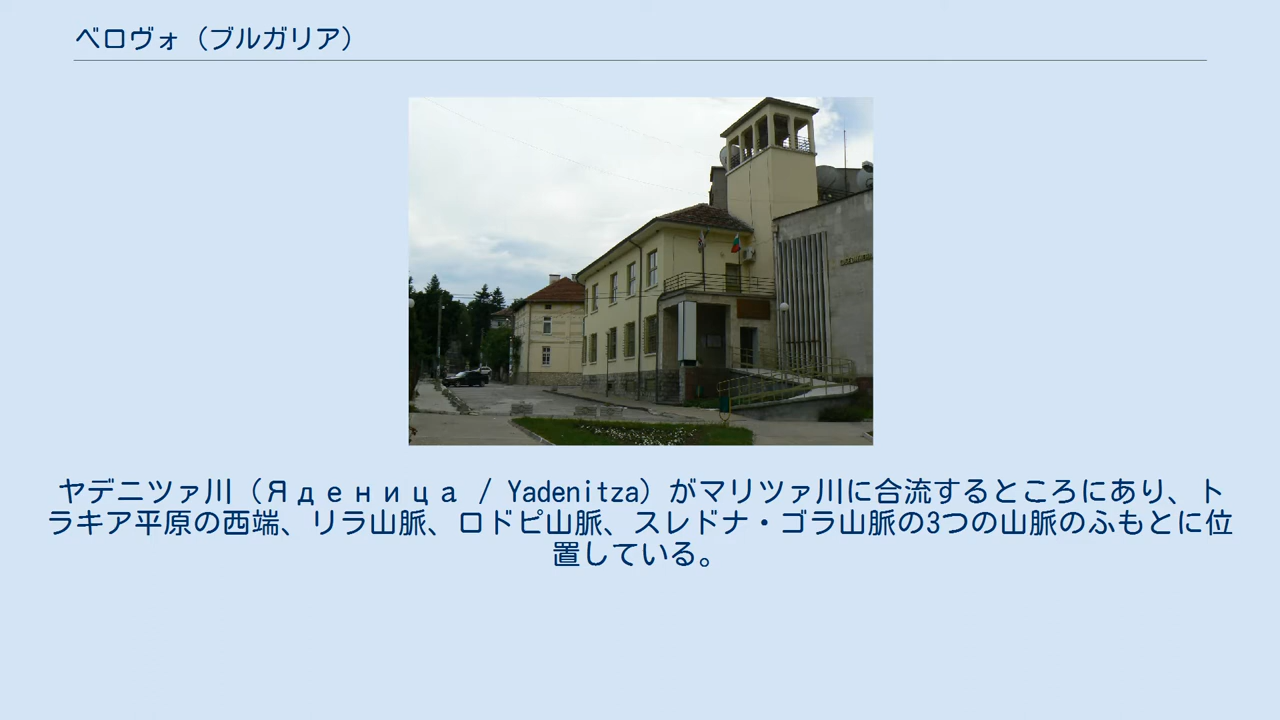 ベロヴォ（ブルガリア）
ヤデニツァ川（Яденица / Yadenitza）がマリツァ川に合流するところにあり、ト
ラキア平原の西端、リラ山脈、ロドピ山脈、スレドナ・ゴラ山脈の3つの山脈のふもとに位
置している。